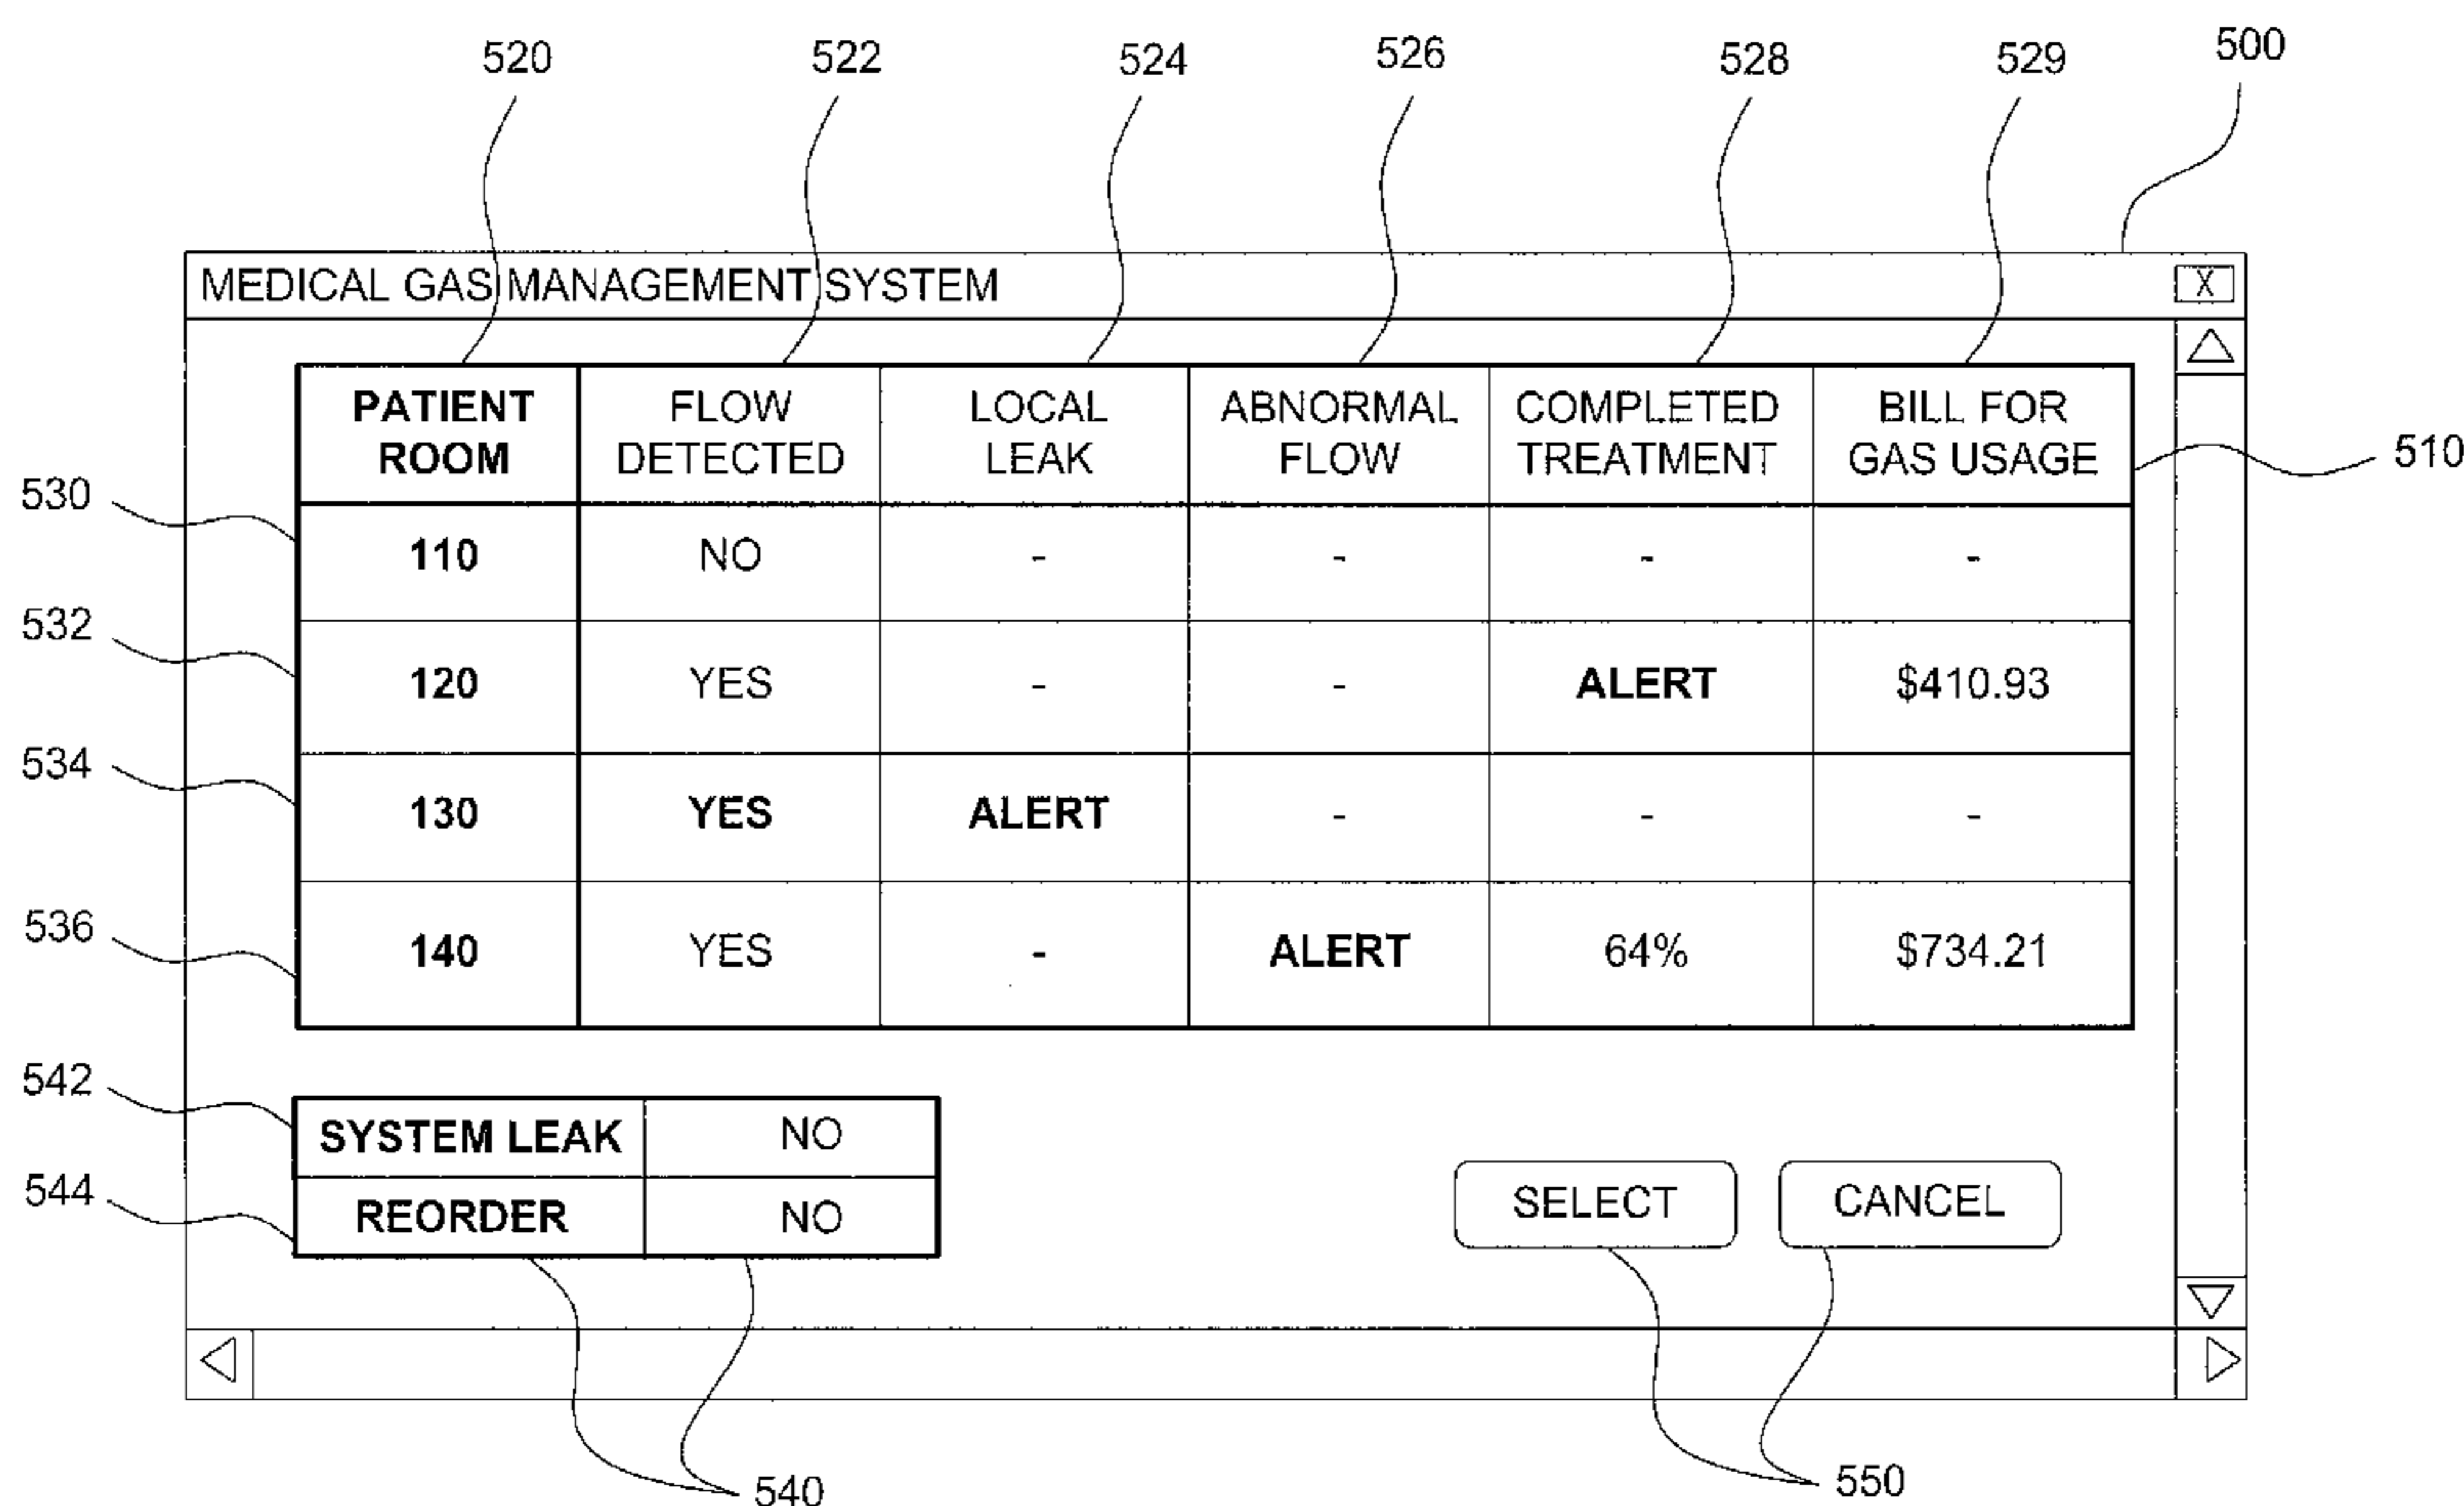 520 522 524 526 528 529 500
MEDICAL GAS MANAGEMENT SYSTEM X
PATIENT ROOM FLOW DETECTED LOCAL LEAK ABNORMAL FLOW COMPLETED TREATMENT BILL FOR GAS USAGE
510
530 110 NO - - - -
532 120 YES - - ALERT $410.93
534 130 YES ALERT - - -
536 140 YES - ALERT 64% $734.21
542 SYSTEM LEAK NO
544 REORDER NO
SELECT CANCEL
540 550